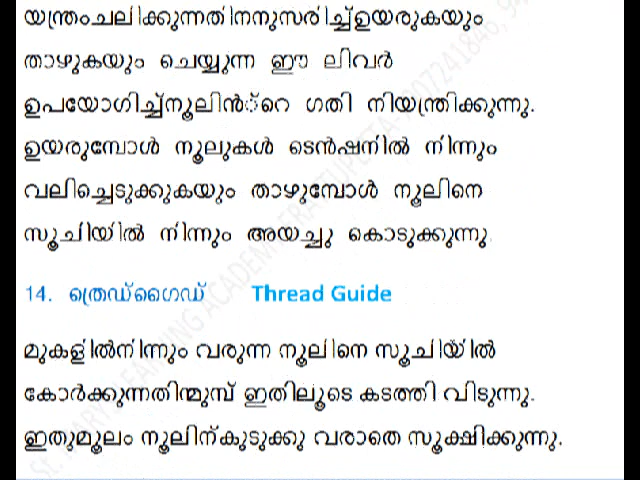 യന്ത്രംചലിക്കുന്നതിനനുസരിച്ച്ഉയരുകയും
താഴുകയും ചെയ്യുന്ന ഈ ലിവർ
ഉപയോഗിച്ച്നൂലിൻ്റെ ഗതി നിയന്ത്രിക്കുന്നു.
ഉയരുമ്പോൾ നൂലുകൾ ടെൻഷനിൽ നിന്നും
വലിച്ചെടുക്കുകയും താഴുമ്പോൾ നൂലിനെ
സൂചിയിൽ നിന്നും അയച്ചു കൊടുക്കുന്നു.
14. ത്രെഡ്ഗൈഡ് Thread Guide
മുകളിൽനിന്നും വരുന്ന നൂലിനെ സൂചിയിൽ
കോർക്കുന്നതിന്മുമ്പ് ഇതിലൂടെ കടത്തി വിടുന്നു.
ഇതുമൂലം നൂലിന്കുടുക്കു വരാതെ സൂക്ഷിക്കുന്നു.